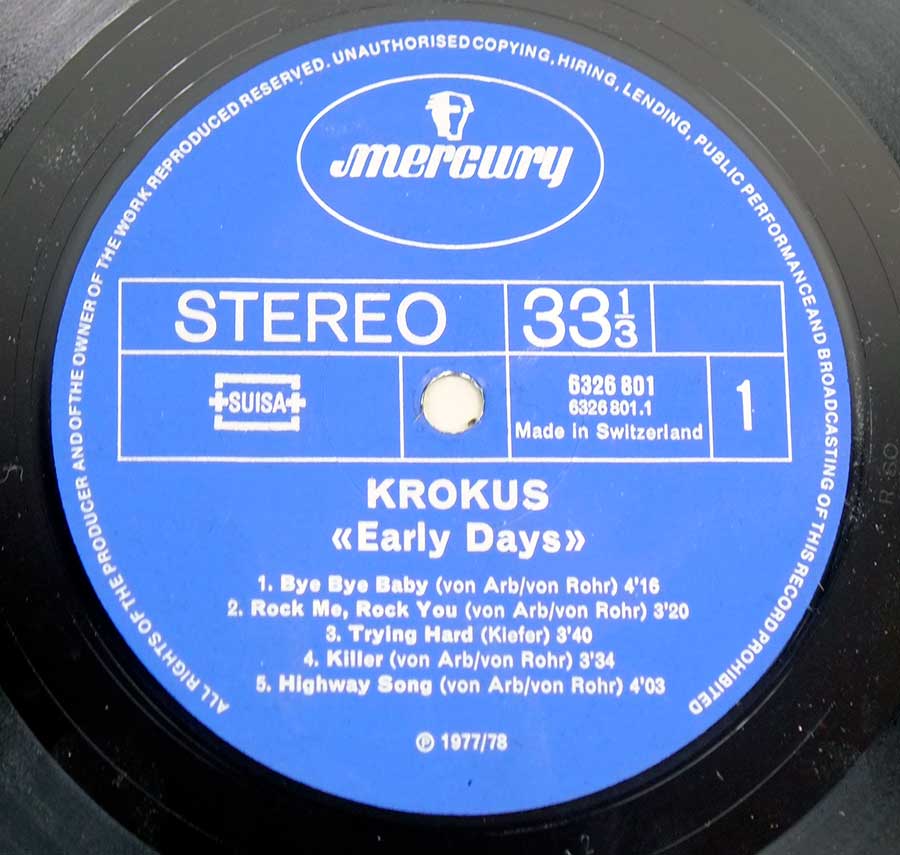 ALL RIGHTS OF THE PRODUCER AND OF THE OWNER OF THE WORK REPRODUCED RESERVED. UNAUTHORISED COPYING, HIRING, LENDING, PUBLIC PERFORMANCE AND BROADCASTING OF THIS RECORD PROHIBITED
mercury
STEREO 33⅓
SUISA
6326 801
6326 801.1
Made in Switzerland
1
KROKUS
«Early Days»
1. Bye Bye Baby (von Arb/von Rohr) 4'16
2. Rock Me, Rock You (von Arb/von Rohr) 3'20
3. Trying Hard (Kiefer) 3'40
4. Killer (von Arb/von Rohr) 3'34
5. Highway Song (von Arb/von Rohr) 4'03
℗ 1977/78